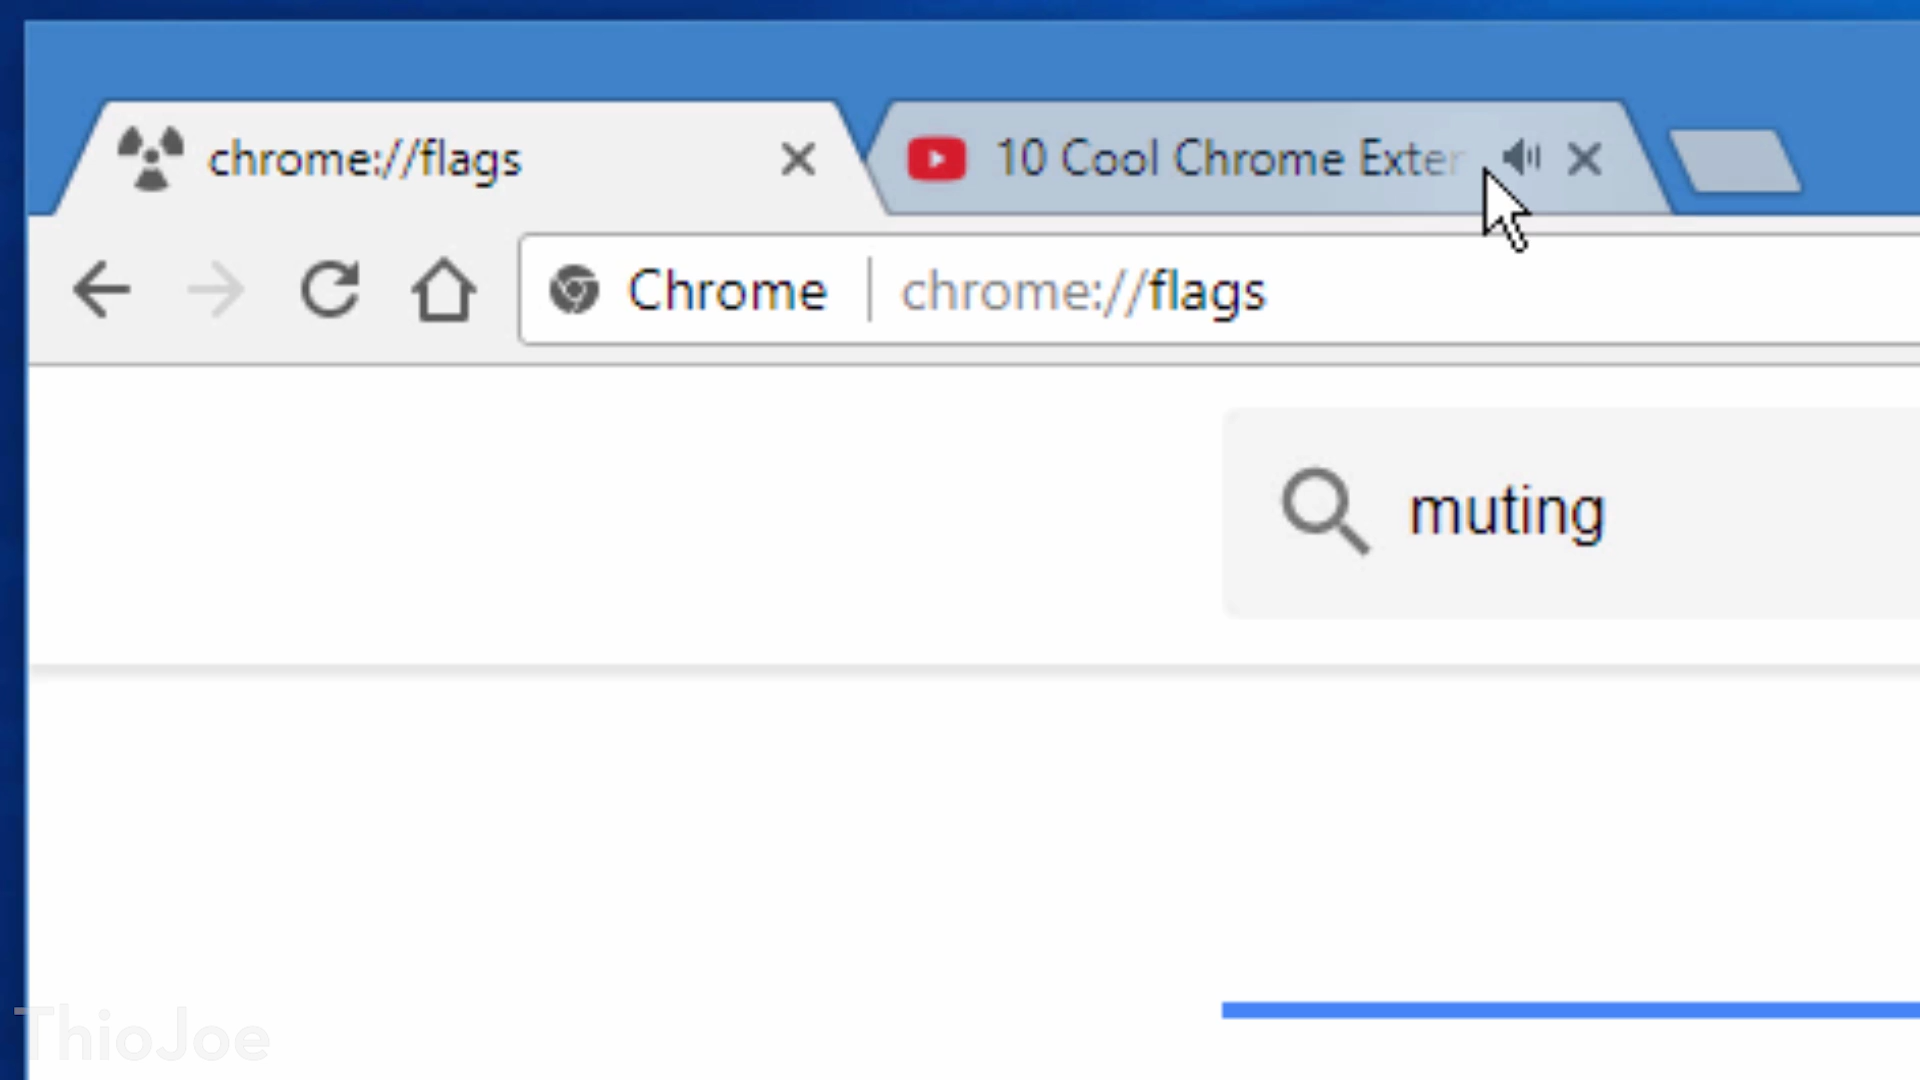 chrome://flags
10 Cool Chrome Exter
Chrome | chrome://flags
muting
ThioJoe